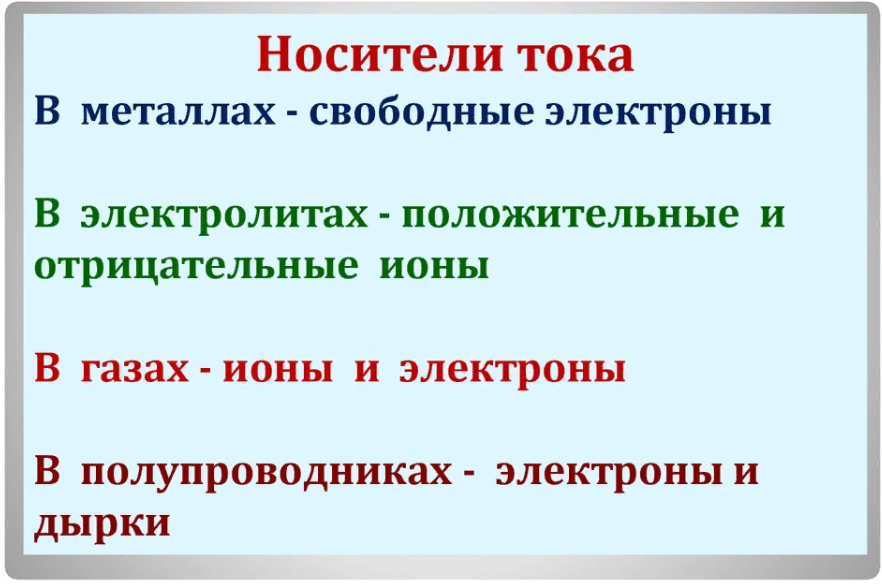 Носители тока
В металлах - свободные электроны
В электролитах - положительные и
отрицательные ионы
В газах - ионы и электроны
В полупроводниках - электроны и
дырки